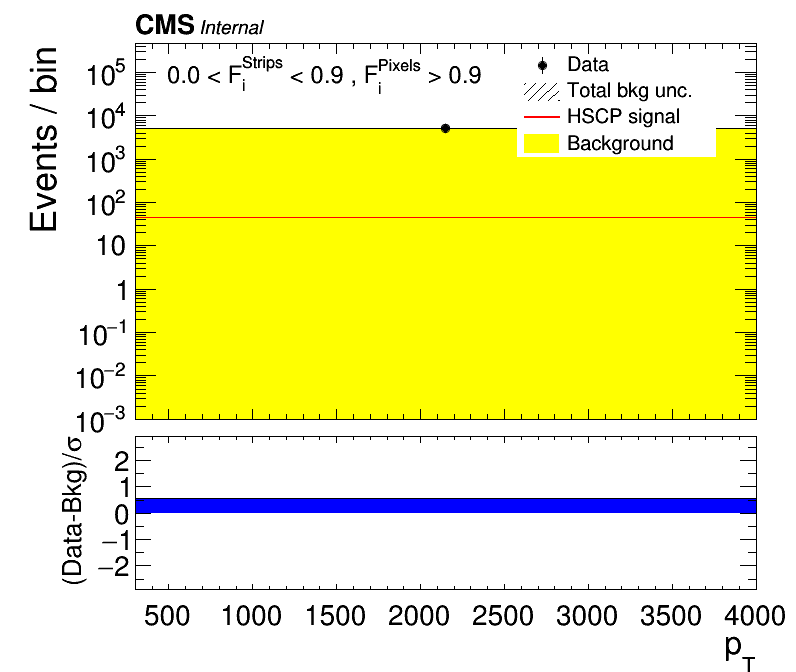 CMS Internal
Events / bin
10^5
10^4
10^3
10^2
10
1
10^−1
10^−2
10^−3
0.0 < F_i^Strips < 0.9 , F_i^Pixels > 0.9
Data
Total bkg unc.
HSCP signal
Background
(Data-Bkg)/σ
2
1
0
−1
−2
500 1000 1500 2000 2500 3000 3500 4000
p_T